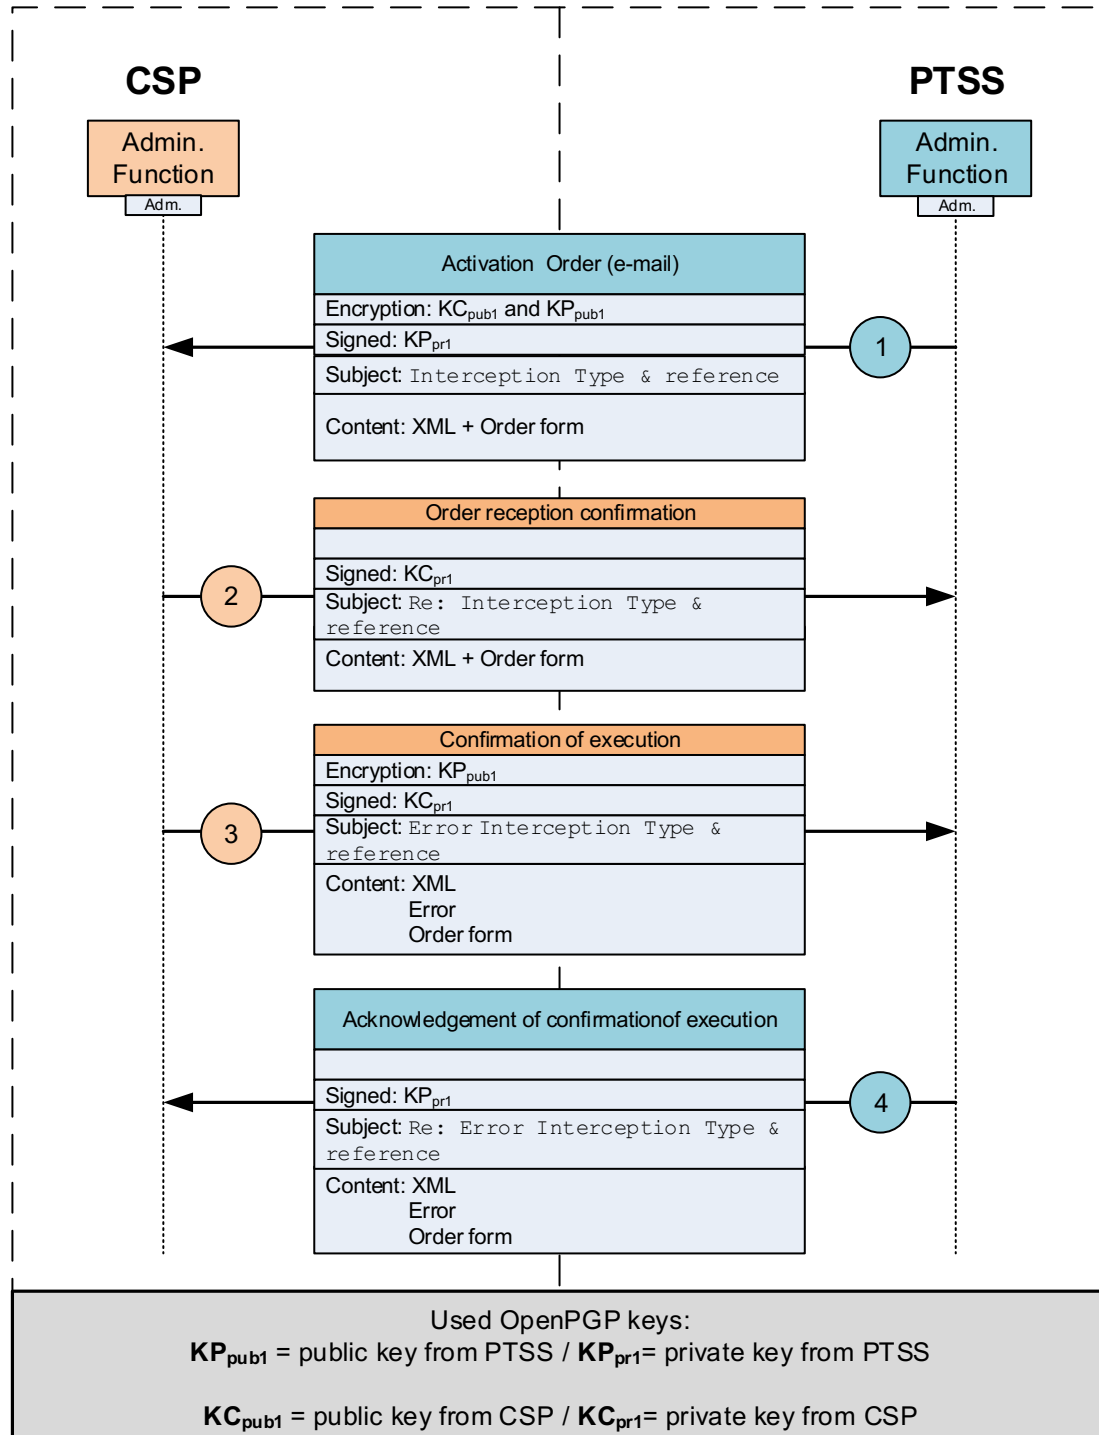 CSP
PTSS
Admin.
Function
Adm.
Admin.
Function
Adm.
Activation Order (e-mail)
Encryption: KCpub1 and KPpub1
Signed: KPpr1
1
Subject: Interception Type & reference
Content: XML + Order form
Order reception confirmation
Signed: KCpr1
2
Subject: Re: Interception Type &
reference
Content: XML + Order form
Confirmation of execution
Encryption: KPpub1
Signed: KCpr1
3
Subject: Error Interception Type &
reference
Content: XML
Error
Order form
Acknowledgement of confirmationof execution
Signed: KPpr1
4
Subject: Re: Error Interception Type &
reference
Content: XML
Error
Order form
Used OpenPGP keys:
KPpub1 = public key from PTSS / KPpr1= private key from PTSS
KCpub1 = public key from CSP / KCpr1= private key from CSP